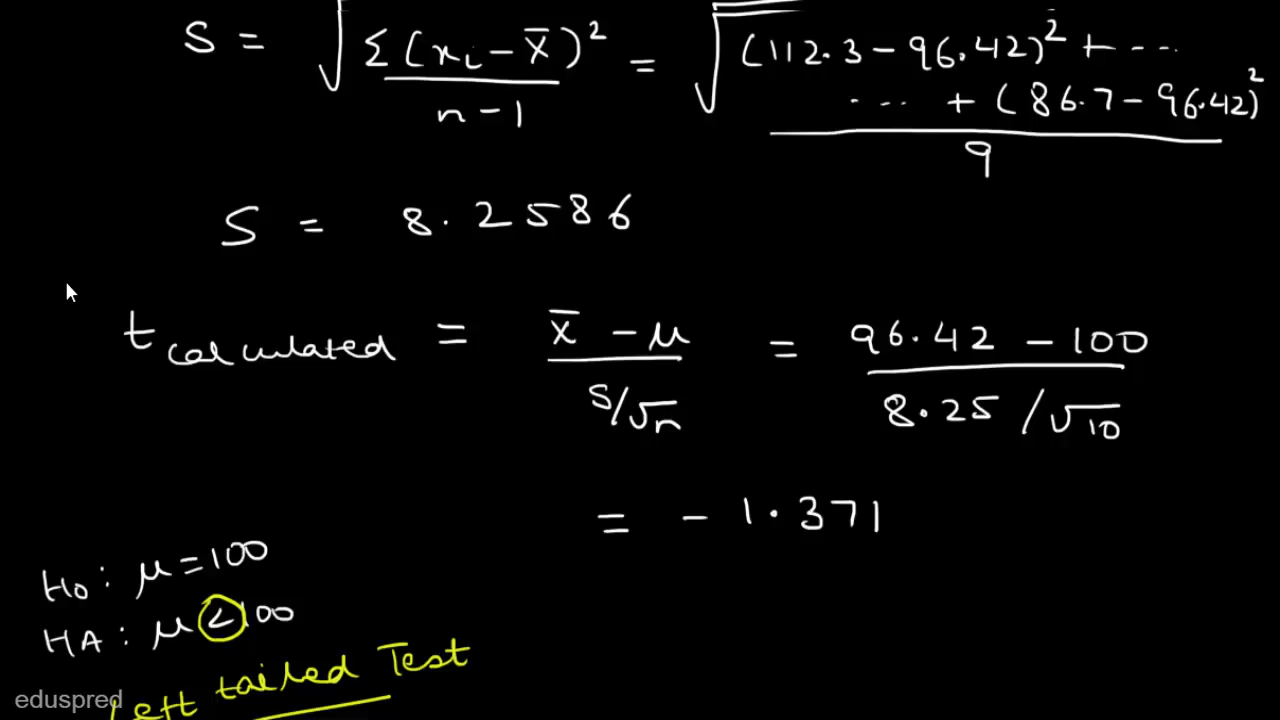 S = √(Σ(xi − x̄)² / (n − 1)) = √(((112.3 − 96.42)² + ... ... + (86.7 − 96.42)²) / 9)
S = 8.2586
t calculated = (x̄ − μ) / (S/√n) = (96.42 − 100) / (8.25/√10)
= − 1.371
H0 : μ = 100
HA : μ < 100
Left tailed Test
eduspred